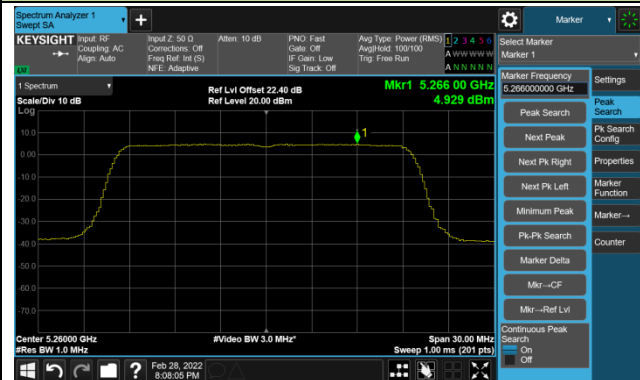 Spectrum Analyzer 1
Swept SA
Marker
KEYSIGHT
Input: RF
Coupling: AC
Align: Auto
Input Z: 50 Ω
Corrections: Off
Freq Ref: Int (S)
NFE: Adaptive
Atten: 10 dB
PNO: Fast
Gate: Off
IF Gain: Low
Sig Track: Off
Avg Type: Power (RMS)
Avg|Hold: 100/100
Trig: Free Run
1 2 3 4 5 6
A W W W W W
A N N N N N
Select Marker
Marker 1
1 Spectrum
Scale/Div 10 dB
Log
Ref Lvl Offset 22.40 dB
Ref Level 20.00 dBm
Mkr1 5.266 00 GHz
4.929 dBm
10.0
0.00
-10.0
-20.0
-30.0
-40.0
-50.0
-60.0
-70.0
1
Center 5.26000 GHz
#Res BW 1.0 MHz
#Video BW 3.0 MHz*
Span 30.00 MHz
Sweep 1.00 ms (201 pts)
Marker Frequency
5.266000000 GHz
Peak Search
Next Peak
Next Pk Right
Next Pk Left
Minimum Peak
Pk-Pk Search
Marker Delta
Mkr→CF
Mkr→Ref Lvl
Continuous Peak
Search
On
Off
Settings
Peak
Search
Pk Search
Config
Properties
Marker
Function
Marker→
Counter
Feb 28, 2022
8:08:05 PM